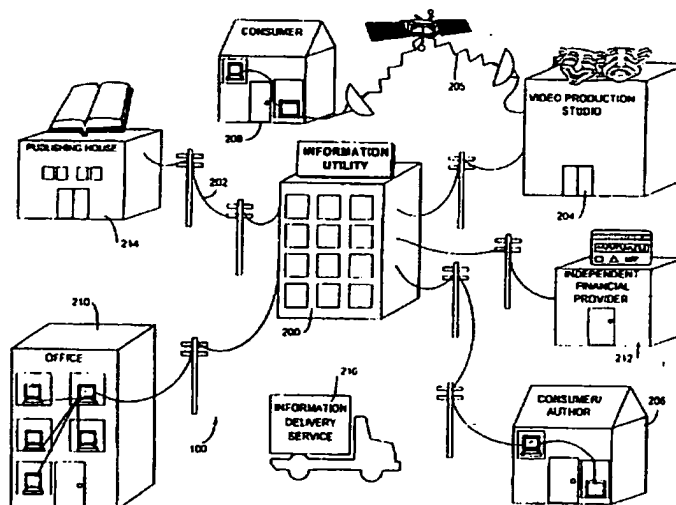 CONSUMER
208
205
VIDEO PRODUCTION
STUDIO
204
PUBLISHING HOUSE
214
202
INFORMATION
UTILITY
200
INDEPENDENT
FINANCIAL
PROVIDER
212
210
OFFICE
100
216
INFORMATION
DELIVERY
SERVICE
CONSUMER/
AUTHOR
206